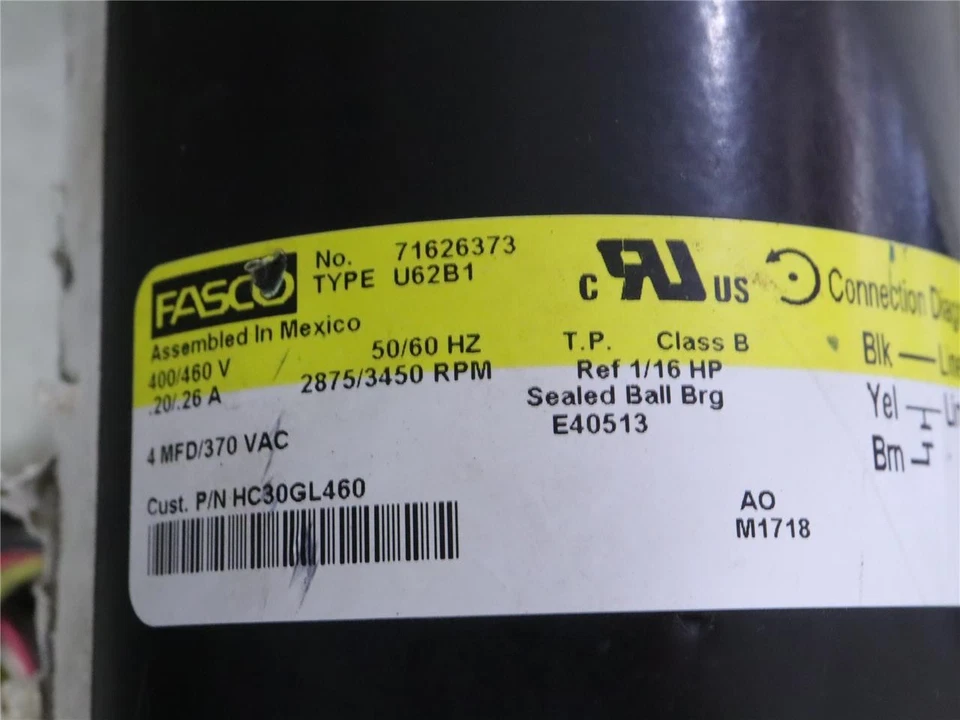 FASCO
No. 71626373
TYPE U62B1
Assembled In Mexico
400/460 V
.20/.26 A
50/60 HZ
2875/3450 RPM
4 MFD/370 VAC
Cust. P/N HC30GL460
C RU US
T.P. Class B
Ref 1/16 HP
Sealed Ball Brg
E40513
AO
M1718
Connection
Blk
Yel
Brn